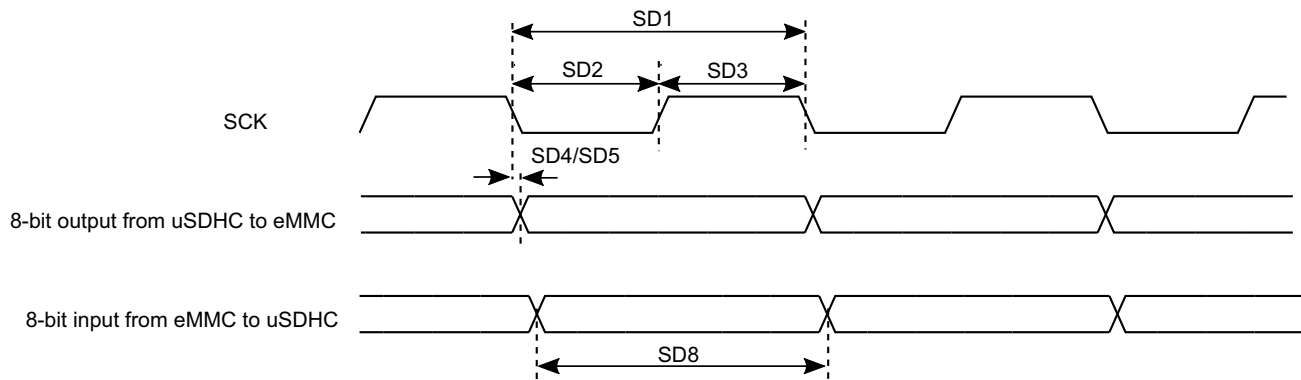 SD1
SD2
SD3
SCK
SD4/SD5
8-bit output from uSDHC to eMMC
8-bit input from eMMC to uSDHC
SD8